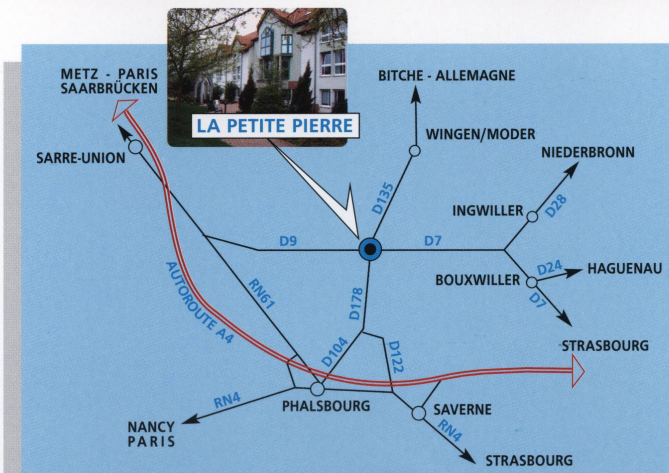 METZ - PARIS
SAARBRÜCKEN
BITCHE - ALLEMAGNE
LA PETITE PIERRE
WINGEN/MODER
SARRE-UNION
NIEDERBRONN
D135
INGWILLER
D28
D9
D7
D24
HAGUENAU
BOUXWILLER
D7
AUTOROUTE A4
RN61
D178
STRASBOURG
D104
D122
RN4
PHALSBOURG
SAVERNE
NANCY
PARIS
RN4
STRASBOURG